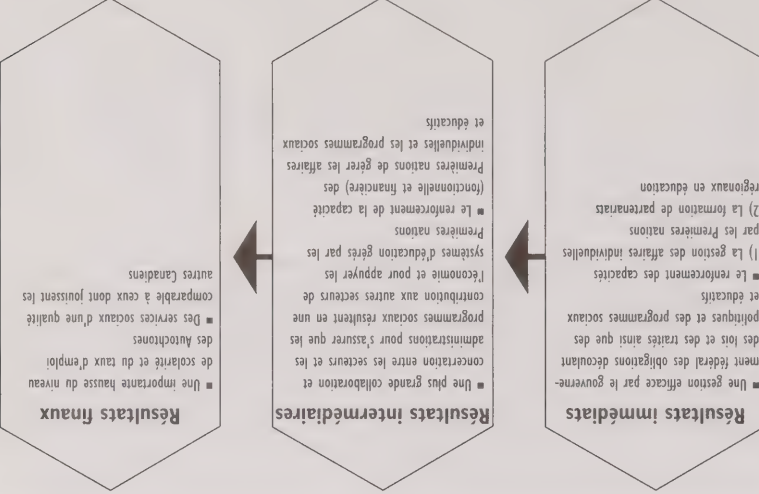 Résultats immédiats
■ Une gestion efficace par le gouverne-
ment fédéral des obligations découlant
des lois et des traités ainsi que des
politiques et des programmes sociaux
et éducatifs
■ Le renforcement des capacités
1) La gestion des affaires individuelles
par les Premières nations
2) La formation de partenariats
régionaux en éducation
Résultats intermédiaires
■ Une plus grande collaboration et
concertation entre les secteurs et les
administrations pour s'assurer que les
programmes sociaux résultent en une
contribution aux autres secteurs de
l'économie et pour appuyer les
systèmes d'éducation gérés par les
Premières nations
■ Le renforcement de la capacité
(fonctionnelle et financière) des
Premières nations de gérer les affaires
individuelles et les programmes sociaux
et éducatifs
Résultats finaux
■ Une importante hausse du niveau
de scolarité et du taux d'emploi
des Autochtones
■ Des services sociaux d'une qualité
comparable à ceux dont jouissent les
autres Canadiens